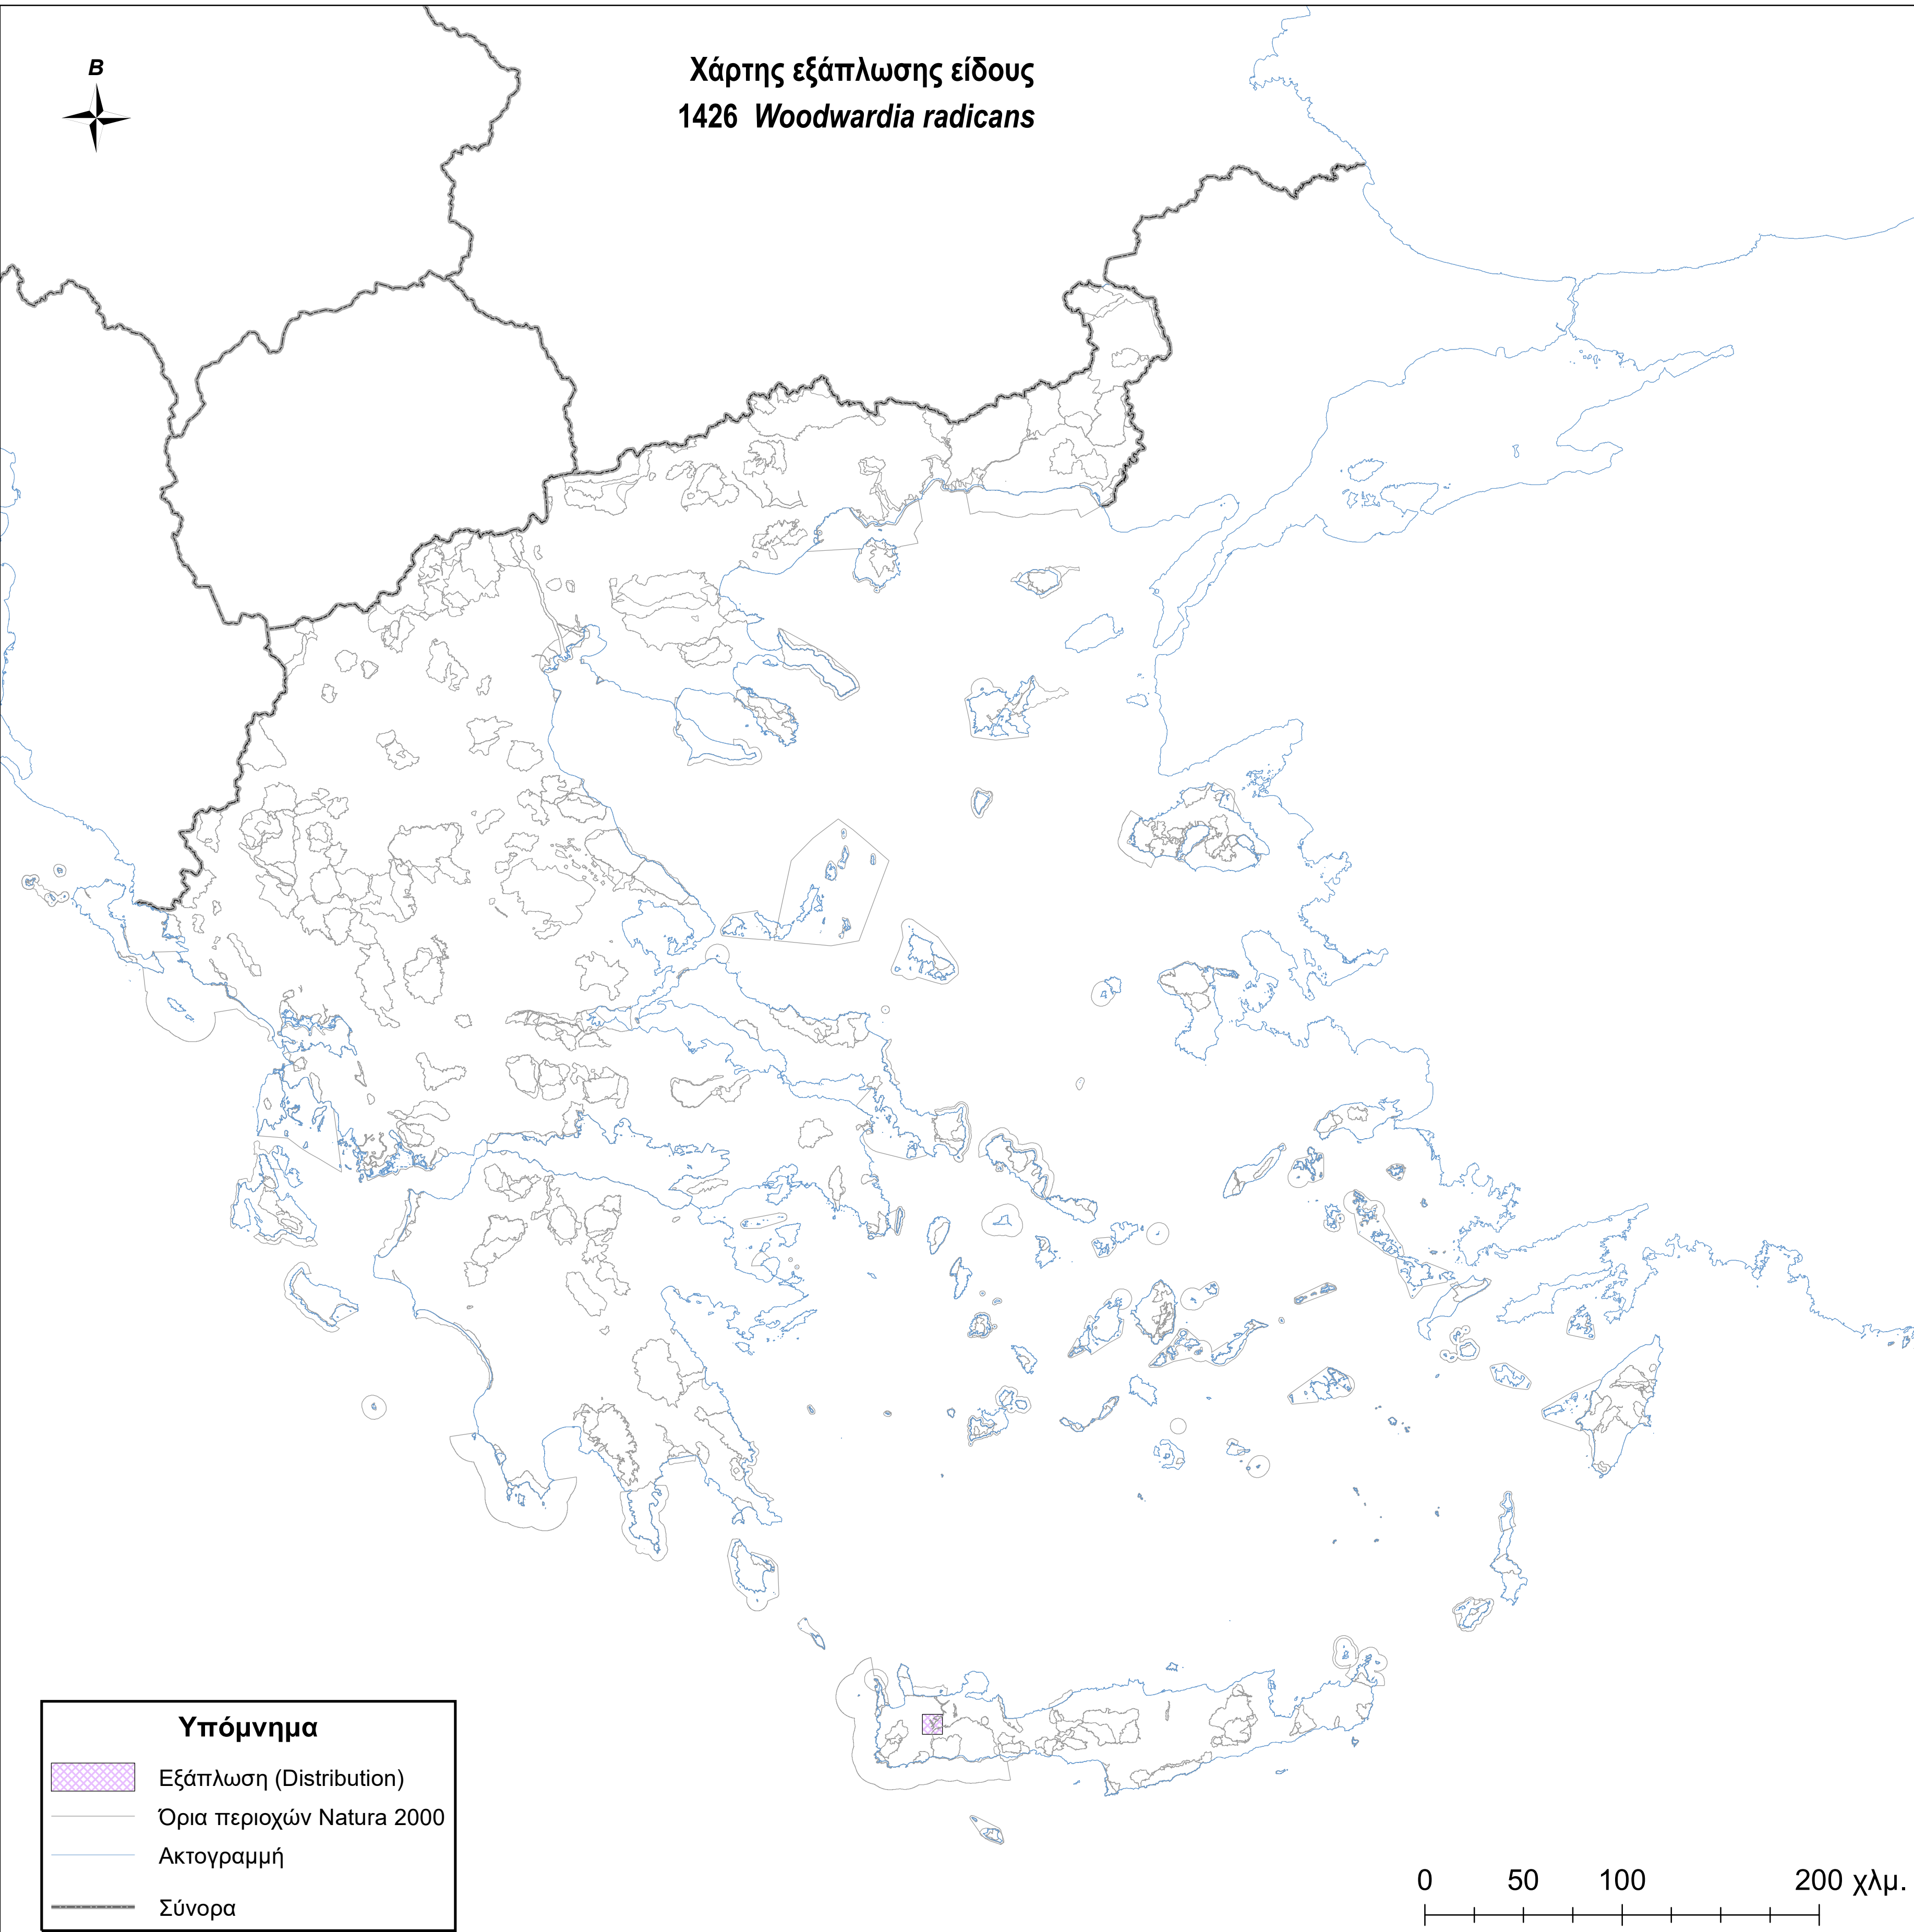 Β
Χάρτης εξάπλωσης είδους
1426 Woodwardia radicans
Υπόμνημα
Εξάπλωση (Distribution)
Όρια περιοχών Natura 2000
Ακτογραμμή
Σύνορα
0 50 100 200 χλμ.